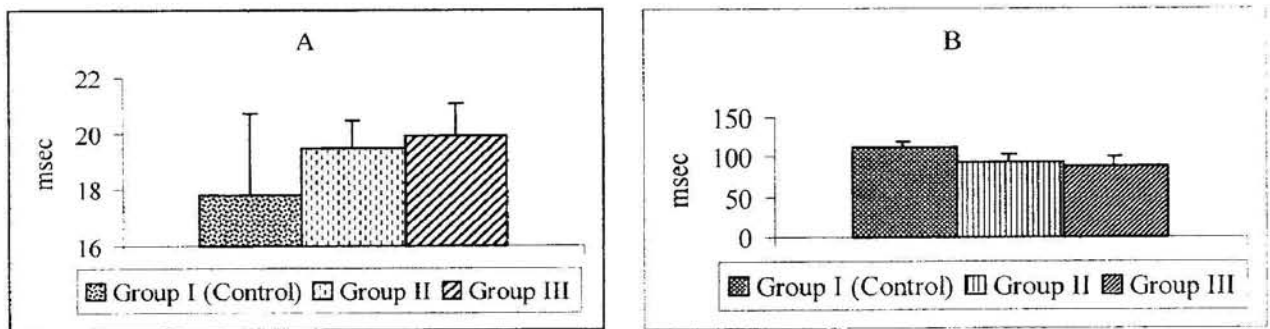 A
22
20
18
16
msec
Group I (Control) Group II Group III
B
150
100
50
0
msec
Group I (Control) Group II Group III